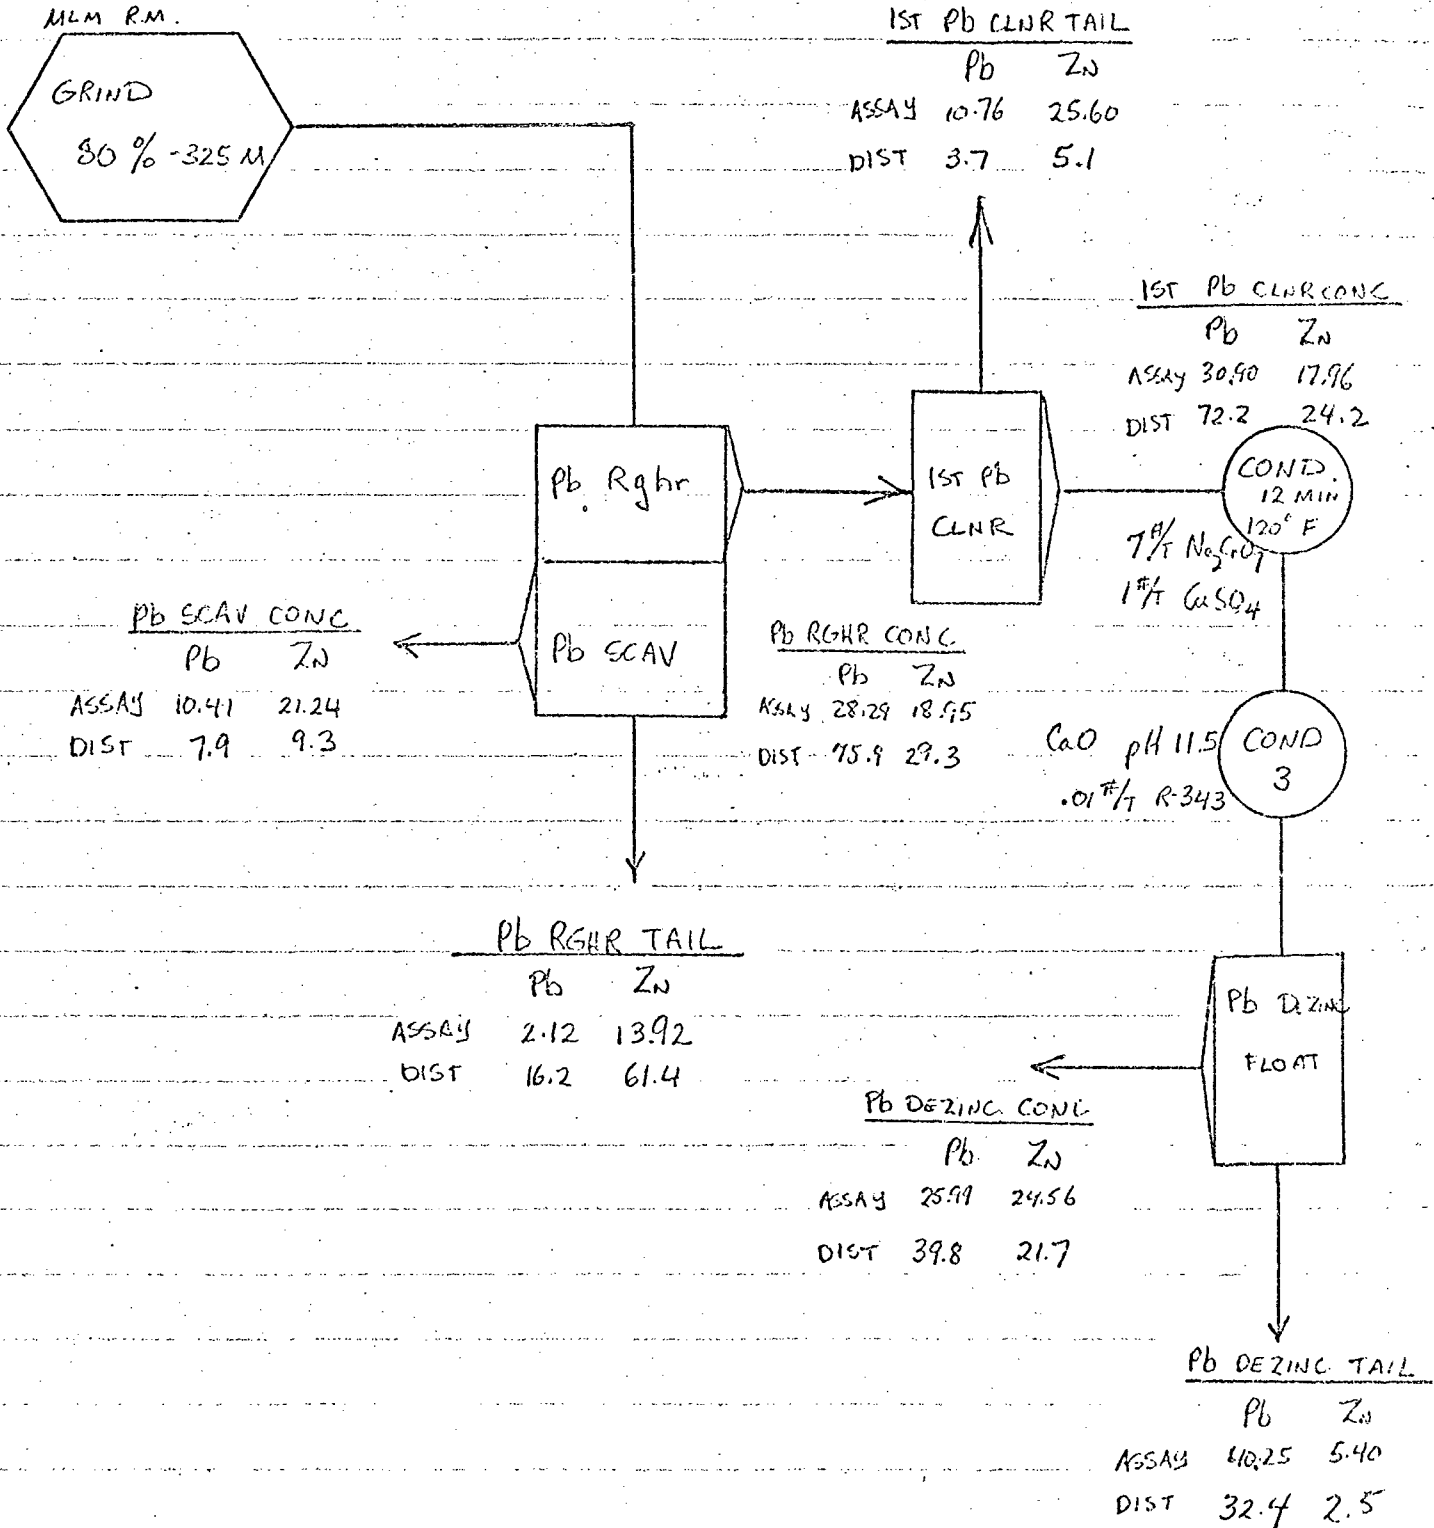 MLM R.M.
GRIND
80 % -325 M
1ST Pb CLNR TAIL
Pb ZN
ASSAY 10.76 25.60
DIST 3.7 5.1
1ST Pb CLNR CONC
Pb ZN
ASSAY 30.90 17.96
DIST 72.2 24.2
Pb Rghr
1ST Pb
CLNR
COND.
12 MIN
120° F
7#/T Na2CrO7
1#/T CuSO4
Pb SCAV CONC
Pb ZN
ASSAY 10.41 21.24
DIST 7.9 9.3
Pb SCAV
Pb RGHR CONC
Pb ZN
ASSAY 28.29 18.95
DIST 75.9 29.3
CaO pH 11.5
.01#/T R-343
COND
3
Pb RGHR TAIL
Pb ZN
ASSAY 2.12 13.92
DIST 16.2 61.4
Pb DEZINC
FLOAT
Pb DEZINC CONC
Pb ZN
ASSAY 25.99 24.56
DIST 39.8 21.7
Pb DEZINC TAIL
Pb ZN
ASSAY 40.25 5.40
DIST 32.4 2.5